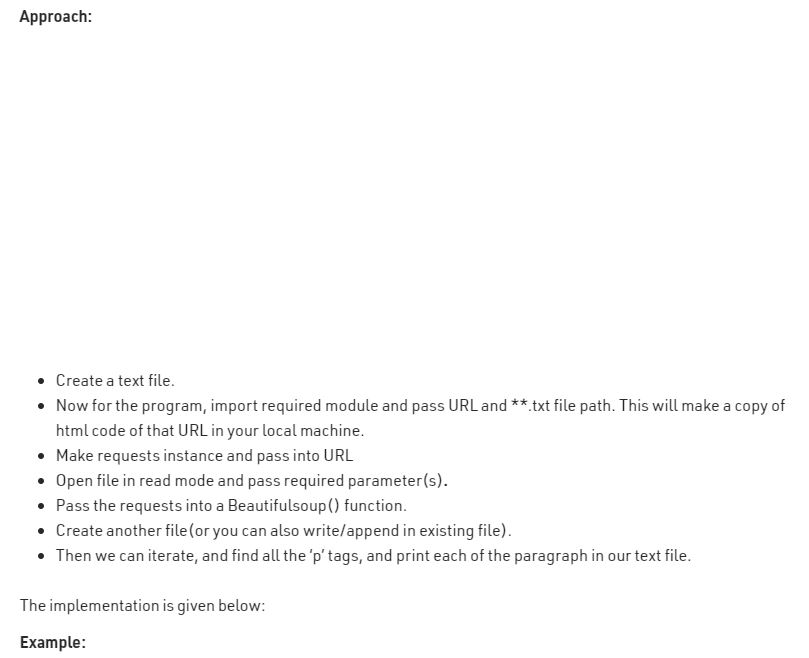 Approach:
• Create a text file.
• Now for the program, import required module and pass URL and **.txt file path. This will make a copy of
html code of that URL in your local machine.
• Make requests instance and pass into URL
• Open file in read mode and pass required parameter(s).
• Pass the requests into a Beautifulsoup() function.
• Create another file(or you can also write/append in existing file).
• Then we can iterate, and find all the ‘p’ tags, and print each of the paragraph in our text file.
The implementation is given below:
Example: